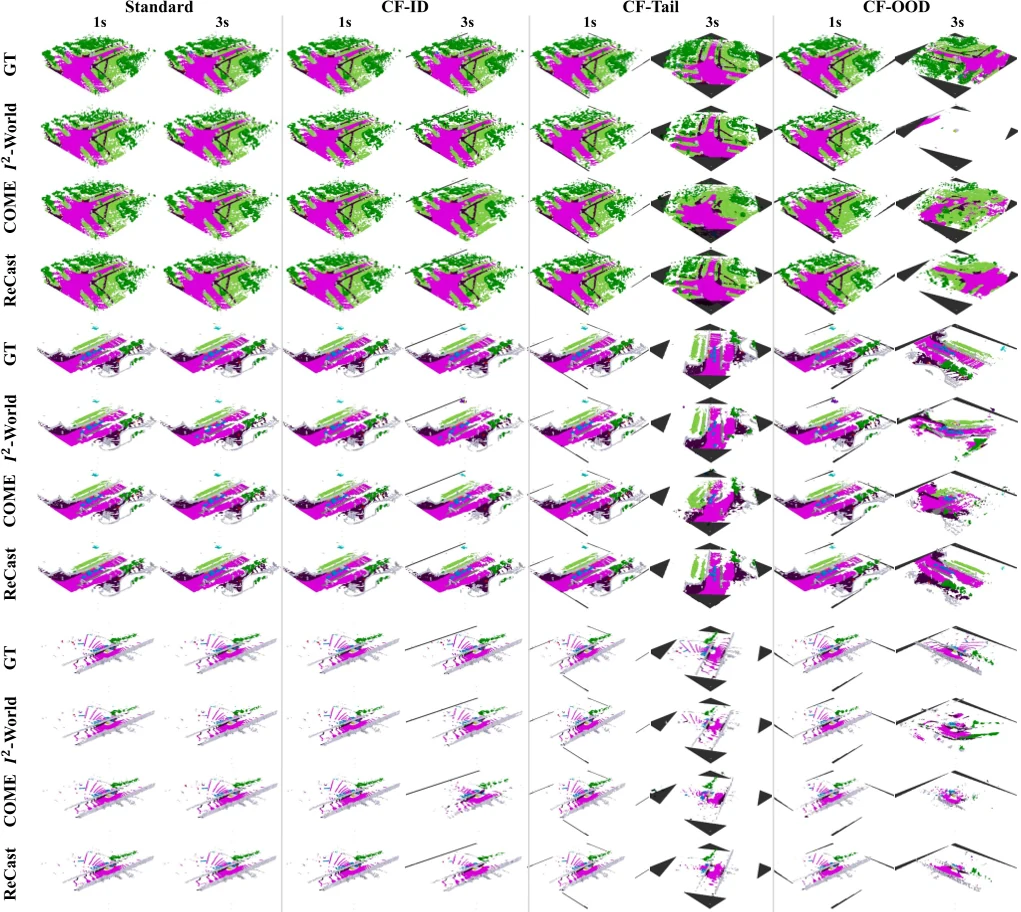 Standard CF-ID CF-Tail CF-OOD
1s 3s 1s 3s 1s 3s 1s 3s
GT
I²-World
COME
ReCast
GT
I²-World
COME
ReCast
GT
I²-World
COME
ReCast